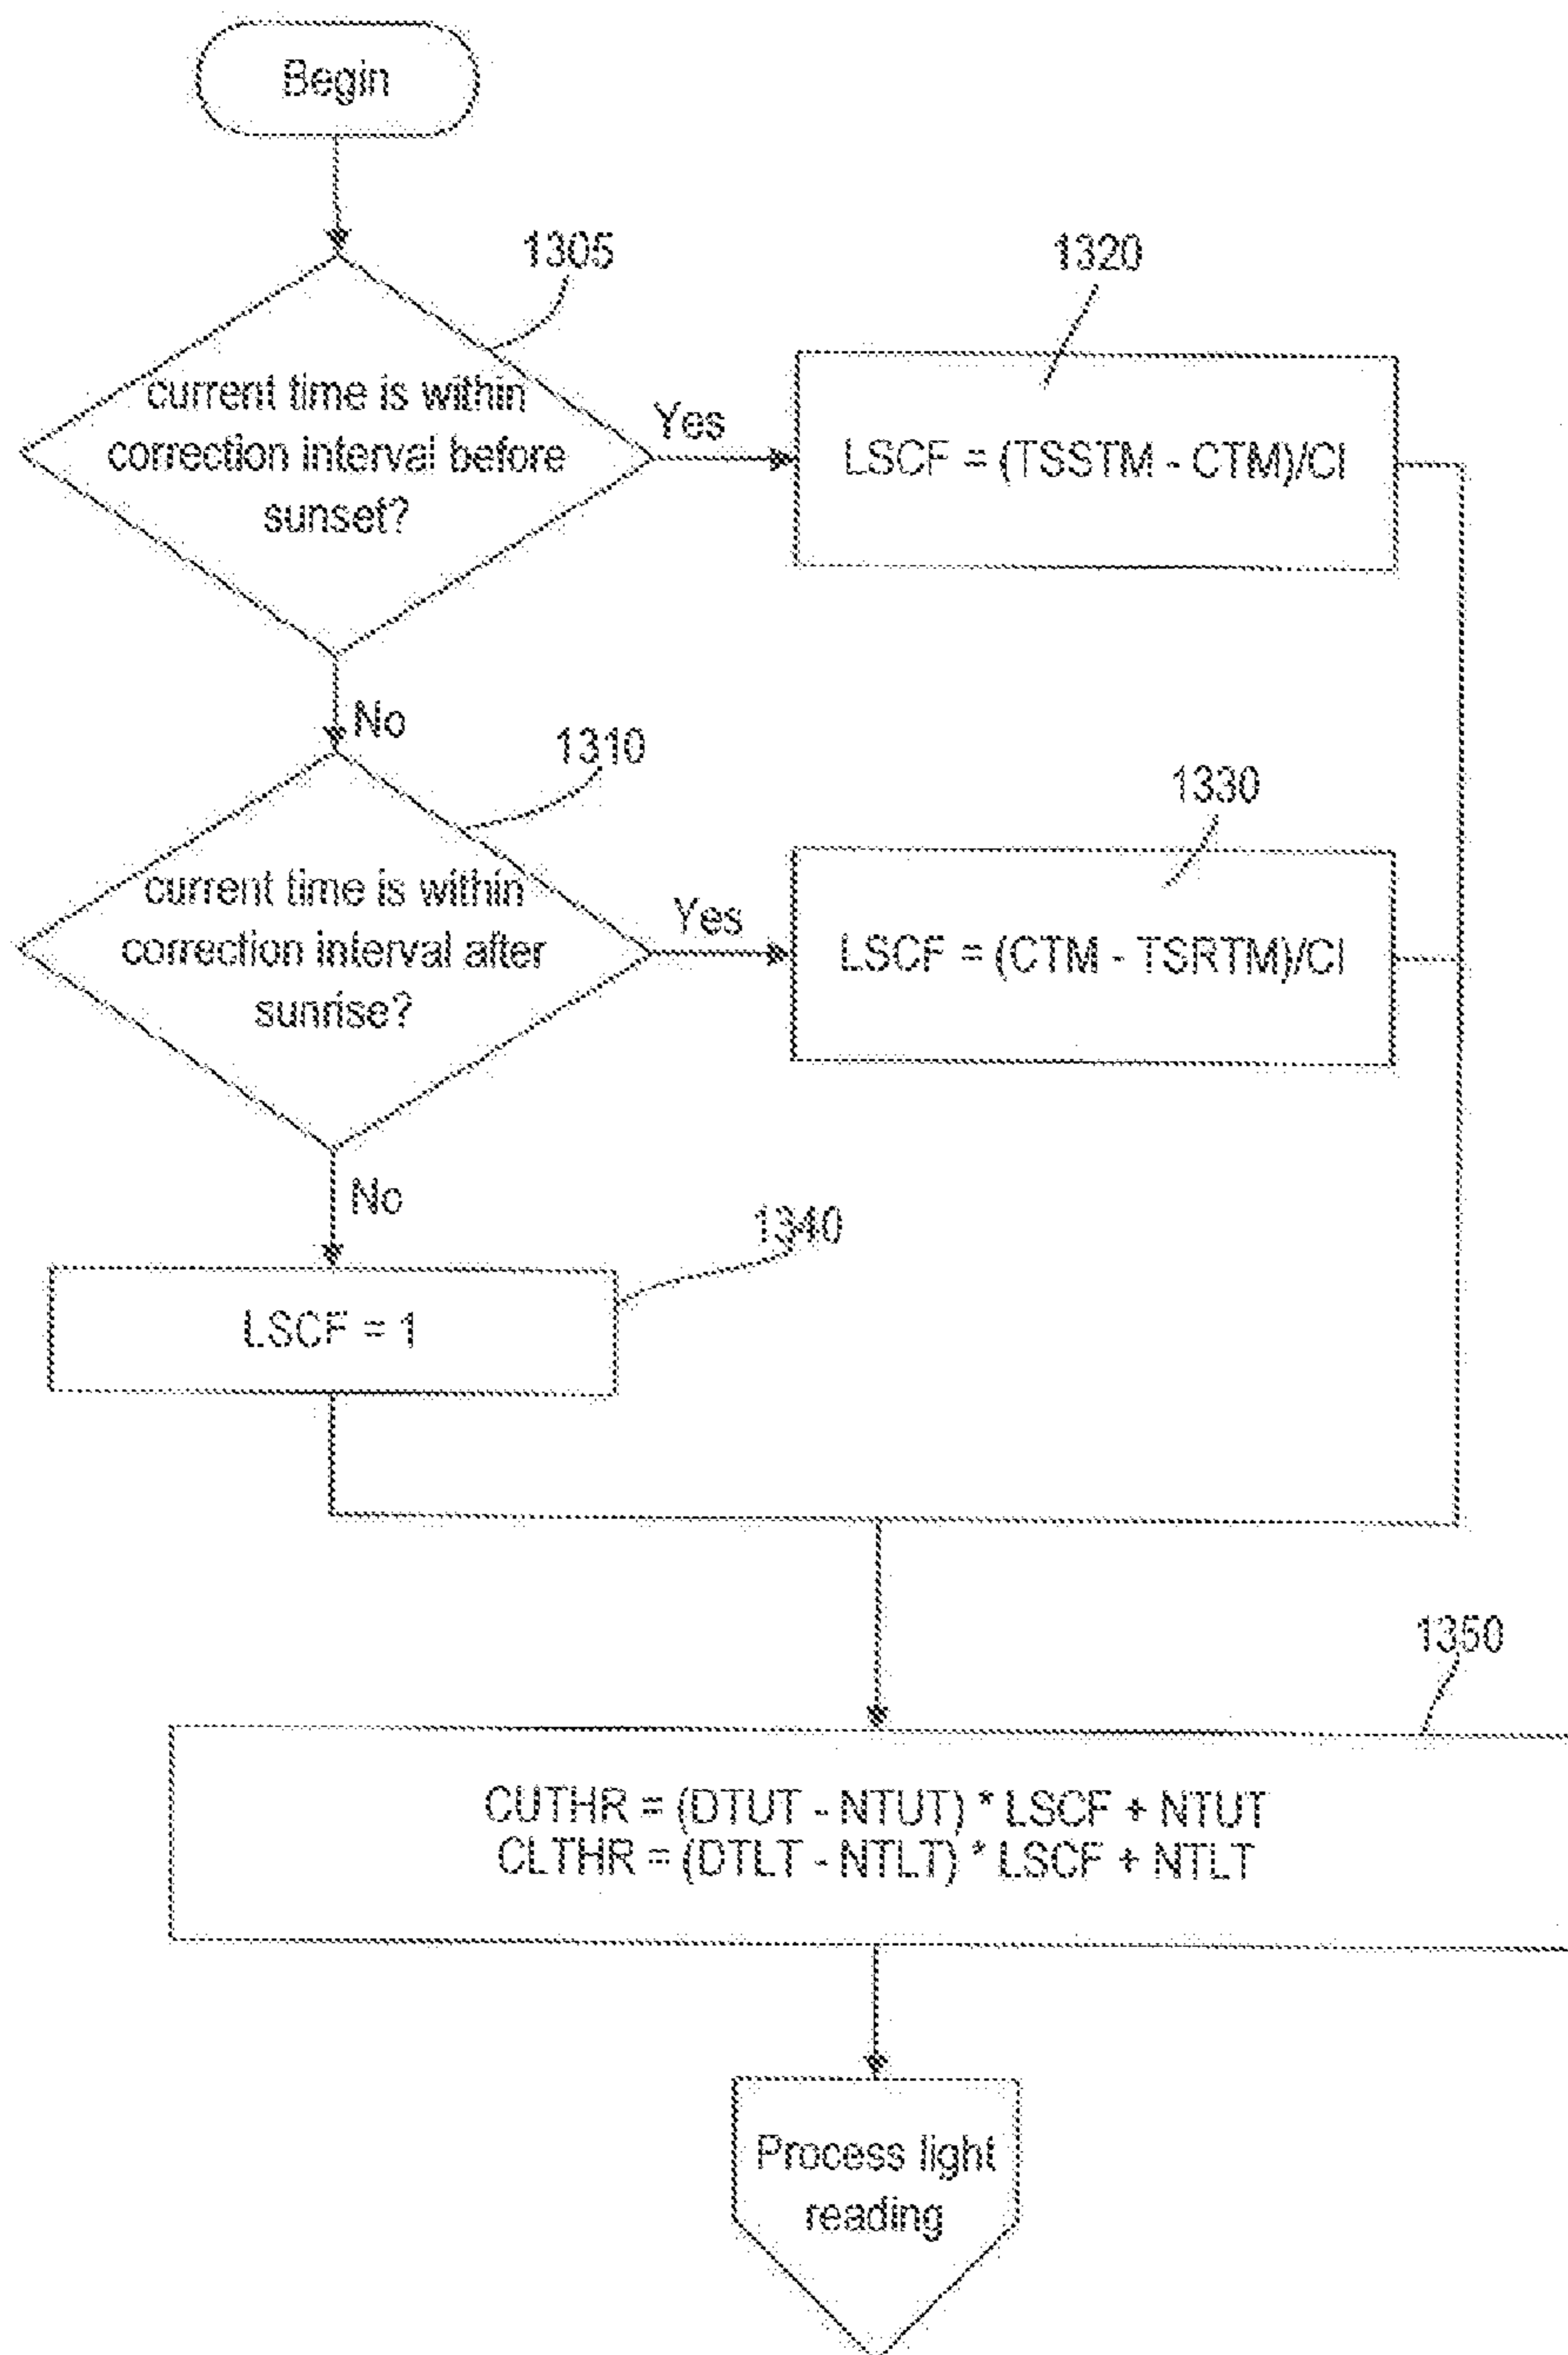 Begin
1305
current time is within
correction interval before
sunset?
Yes
1320
LSCF = (TSSTM - CTM)/CI
No
1310
current time is within
correction interval after
sunrise?
Yes
1330
LSCF = (CTM - TSRTM)/CI
No
1340
LSCF = 1
1350
CUTHR = (DTUT - NTUT) * LSCF + NTUT
CLTHR = (DTLT - NTLT) * LSCF + NTLT
Process light
reading